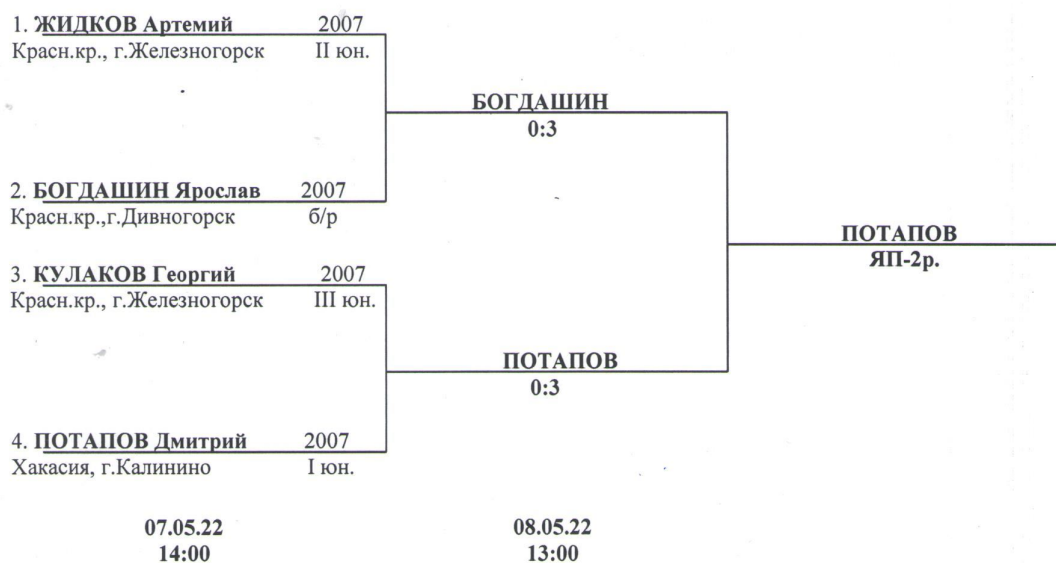 1. ЖИДКОВ Артемий 2007
Красн.кр., г.Железногорск II юн.
БОГДАШИН
0:3
2. БОГДАШИН Ярослав 2007
Красн.кр.,г.Дивногорск б/р
ПОТАПОВ
ЯП-2р.
3. КУЛАКОВ Георгий 2007
Красн.кр., г.Железногорск III юн.
ПОТАПОВ
0:3
4. ПОТАПОВ Дмитрий 2007
Хакасия, г.Калинино I юн.
07.05.22 08.05.22
14:00 13:00